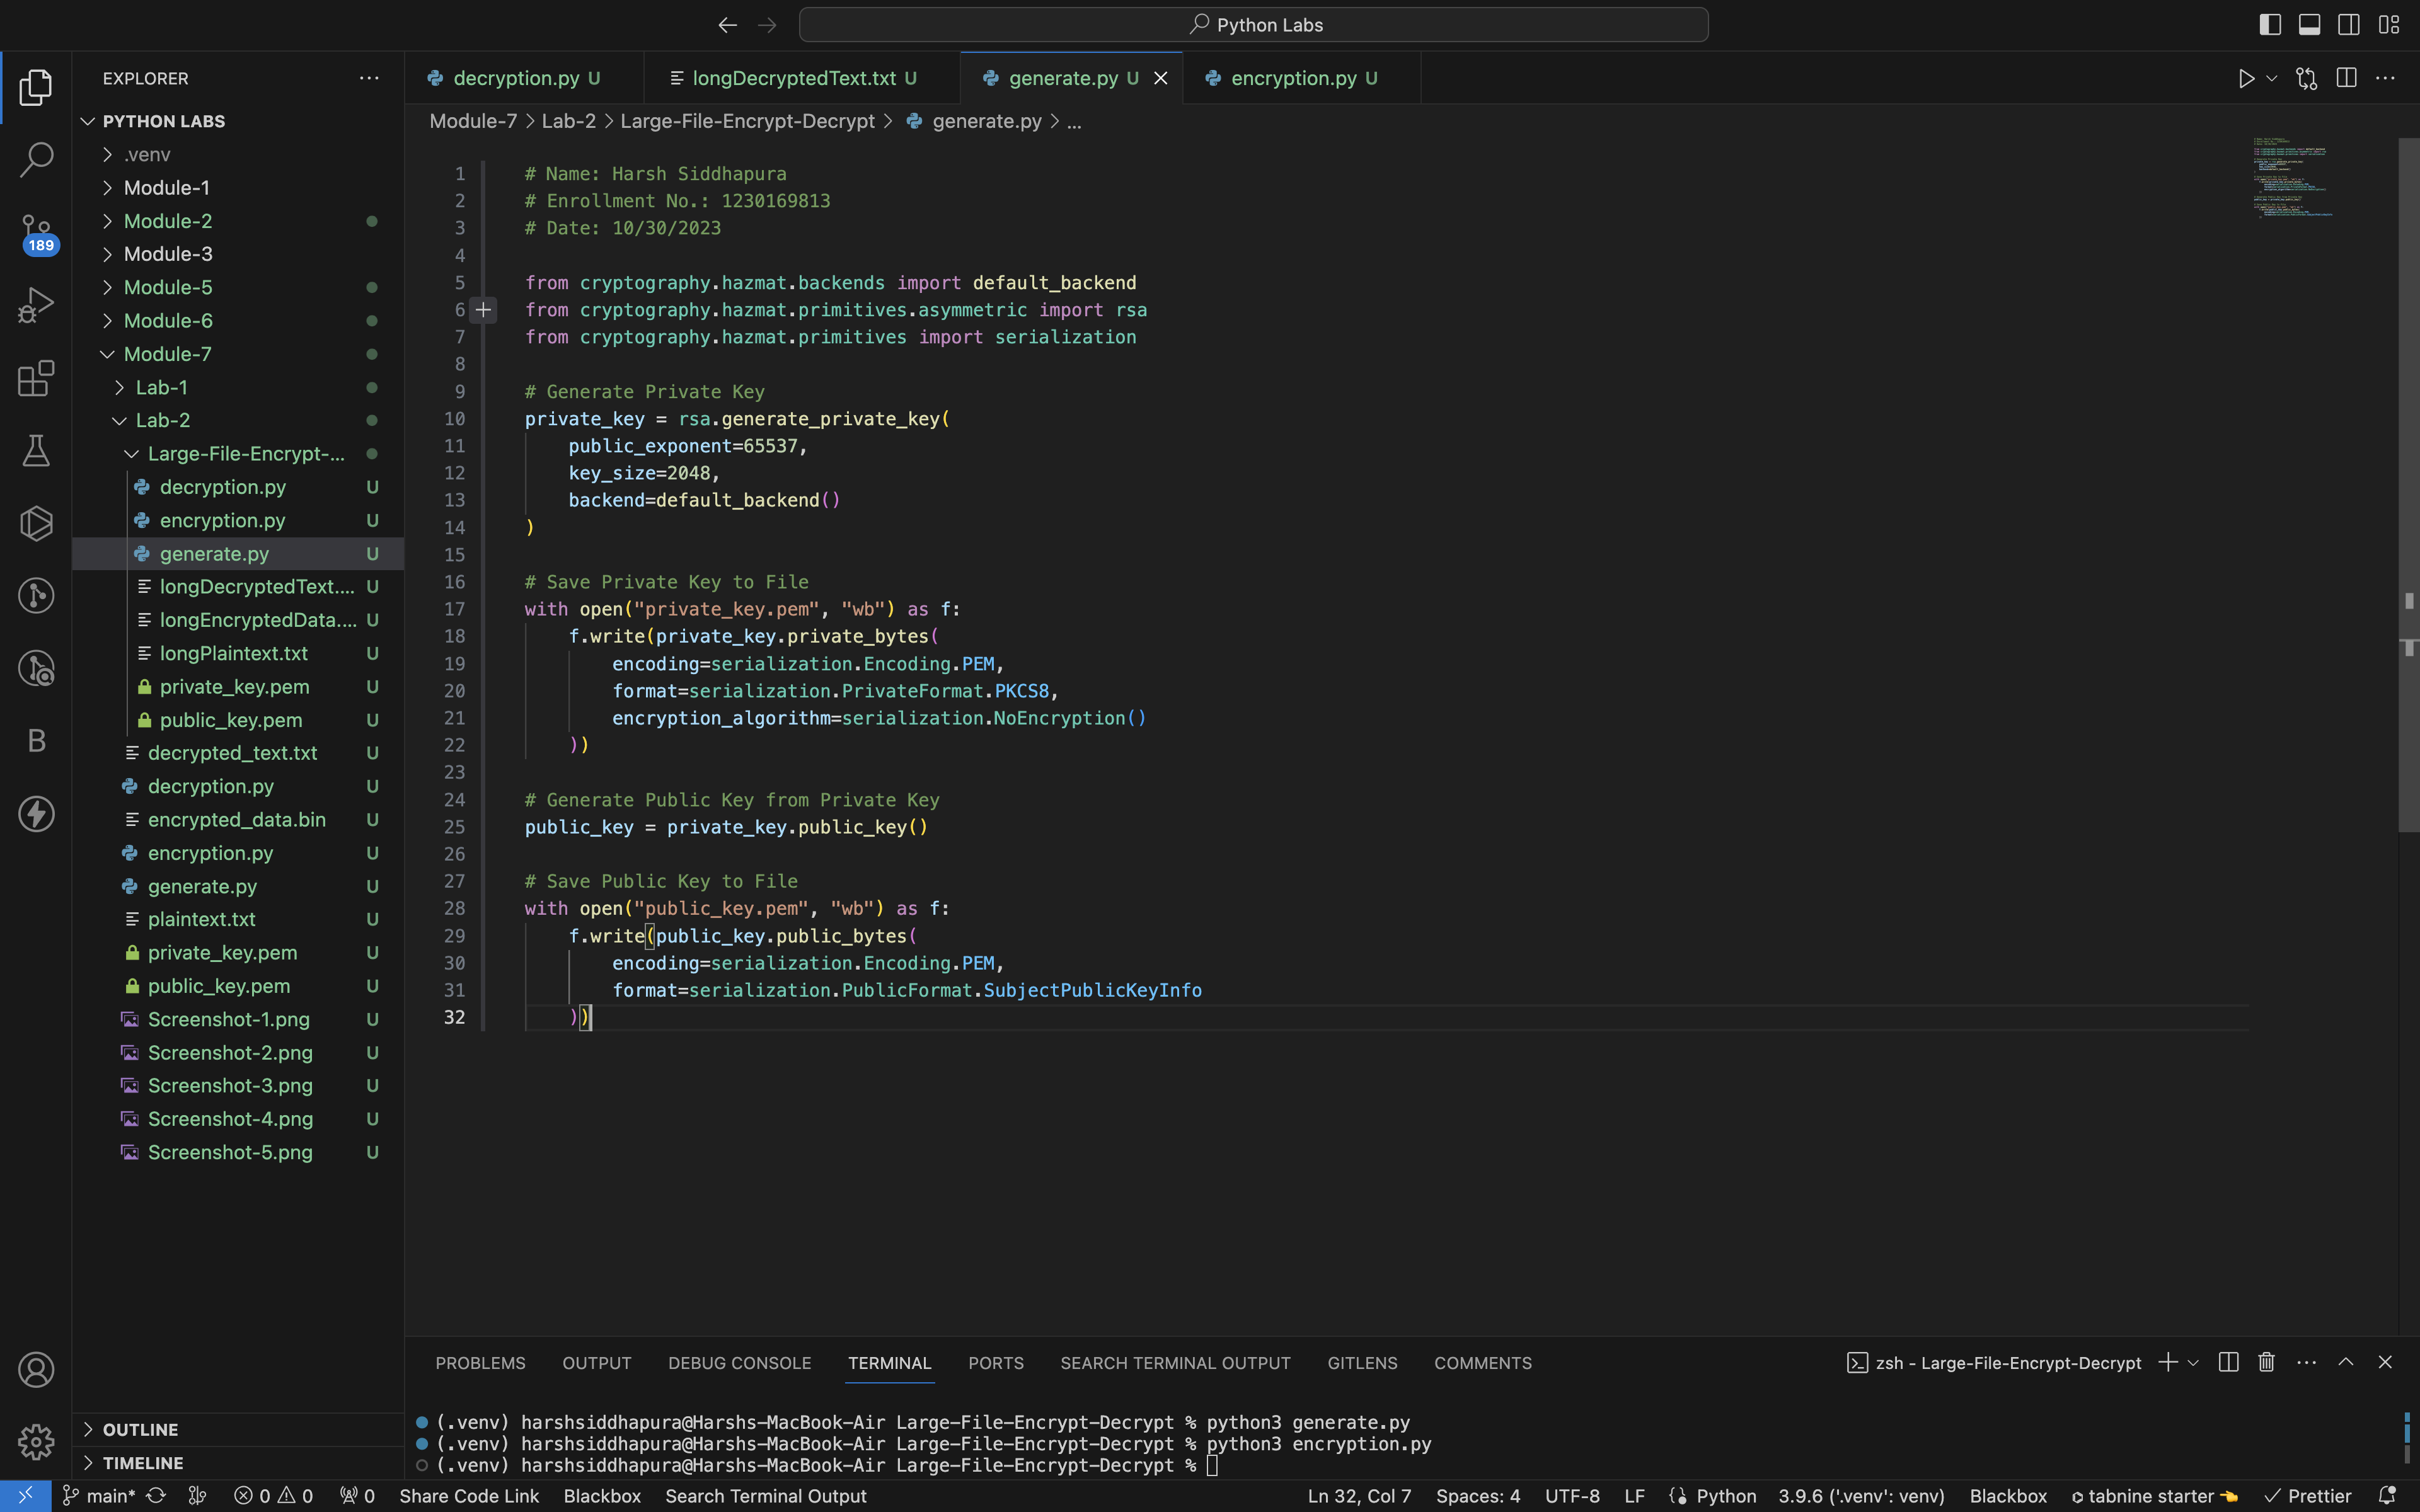 Python Labs
EXPLORER
PYTHON LABS
.venv
Module-1
Module-2
Module-3
Module-5
Module-6
Module-7
Lab-1
Lab-2
Large-File-Encrypt-...
decryption.py U
encryption.py U
generate.py U
longDecryptedText.... U
longEncryptedData.... U
longPlaintext.txt U
private_key.pem U
public_key.pem U
decrypted_text.txt U
decryption.py U
encrypted_data.bin U
encryption.py U
generate.py U
plaintext.txt U
private_key.pem U
public_key.pem U
Screenshot-1.png U
Screenshot-2.png U
Screenshot-3.png U
Screenshot-4.png U
Screenshot-5.png U
OUTLINE
TIMELINE
189
B
decryption.py U longDecryptedText.txt U generate.py U encryption.py U
Module-7 > Lab-2 > Large-File-Encrypt-Decrypt > generate.py > ...
1 # Name: Harsh Siddhapura
2 # Enrollment No.: 1230169813
3 # Date: 10/30/2023
4
5 from cryptography.hazmat.backends import default_backend
6 from cryptography.hazmat.primitives.asymmetric import rsa
7 from cryptography.hazmat.primitives import serialization
8
9 # Generate Private Key
10 private_key = rsa.generate_private_key(
11     public_exponent=65537,
12     key_size=2048,
13     backend=default_backend()
14 )
15
16 # Save Private Key to File
17 with open("private_key.pem", "wb") as f:
18     f.write(private_key.private_bytes(
19         encoding=serialization.Encoding.PEM,
20         format=serialization.PrivateFormat.PKCS8,
21         encryption_algorithm=serialization.NoEncryption()
22     ))
23
24 # Generate Public Key from Private Key
25 public_key = private_key.public_key()
26
27 # Save Public Key to File
28 with open("public_key.pem", "wb") as f:
29     f.write(public_key.public_bytes(
30         encoding=serialization.Encoding.PEM,
31         format=serialization.PublicFormat.SubjectPublicKeyInfo
32     ))
PROBLEMS OUTPUT DEBUG CONSOLE TERMINAL PORTS SEARCH TERMINAL OUTPUT GITLENS COMMENTS zsh - Large-File-Encrypt-Decrypt
(.venv) harshsiddhapura@Harshs-MacBook-Air Large-File-Encrypt-Decrypt % python3 generate.py
(.venv) harshsiddhapura@Harshs-MacBook-Air Large-File-Encrypt-Decrypt % python3 encryption.py
(.venv) harshsiddhapura@Harshs-MacBook-Air Large-File-Encrypt-Decrypt %
main* 0 0 0 Share Code Link Blackbox Search Terminal Output Ln 32, Col 7 Spaces: 4 UTF-8 LF Python 3.9.6 ('.venv': venv) Blackbox tabnine starter Prettier